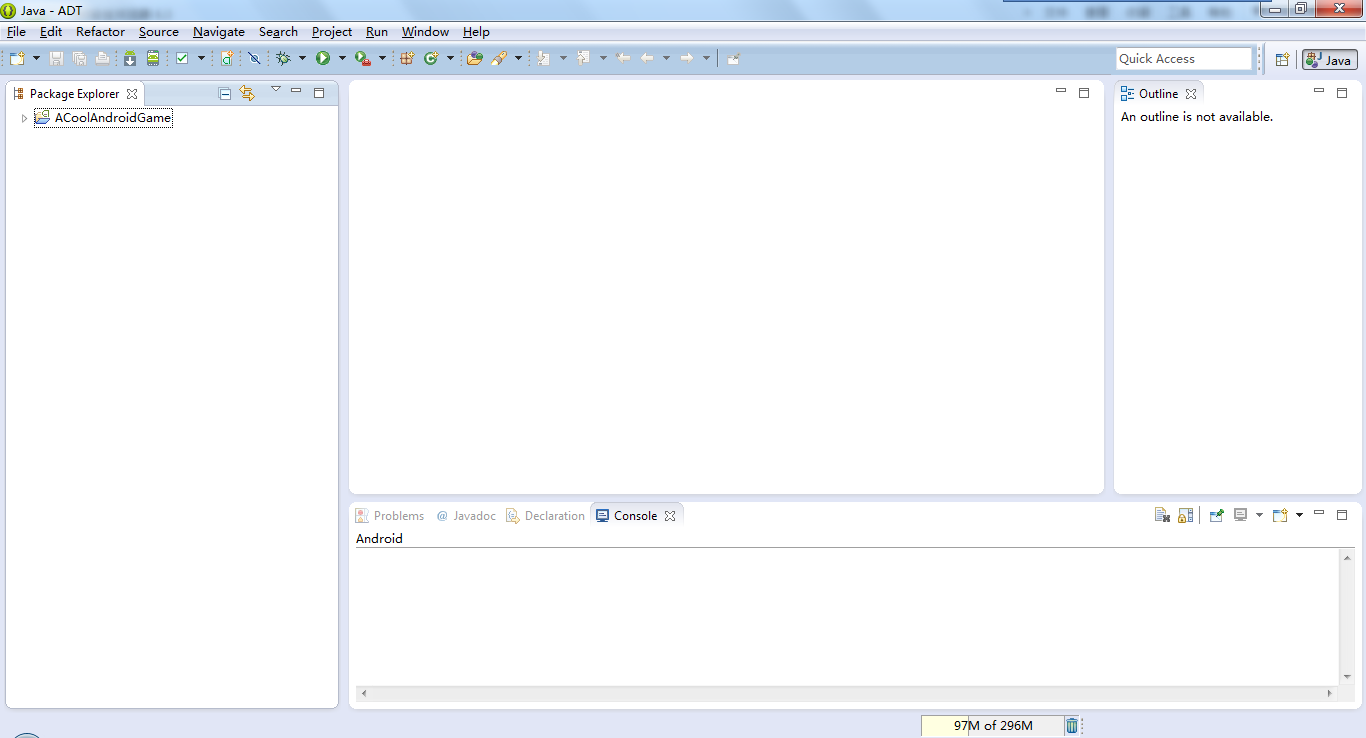 Java - ADT
File Edit Refactor Source Navigate Search Project Run Window Help
Quick Access
Java
Package Explorer
ACoolAndroidGame
Outline
An outline is not available.
Problems @ Javadoc Declaration Console
Android
97M of 296M